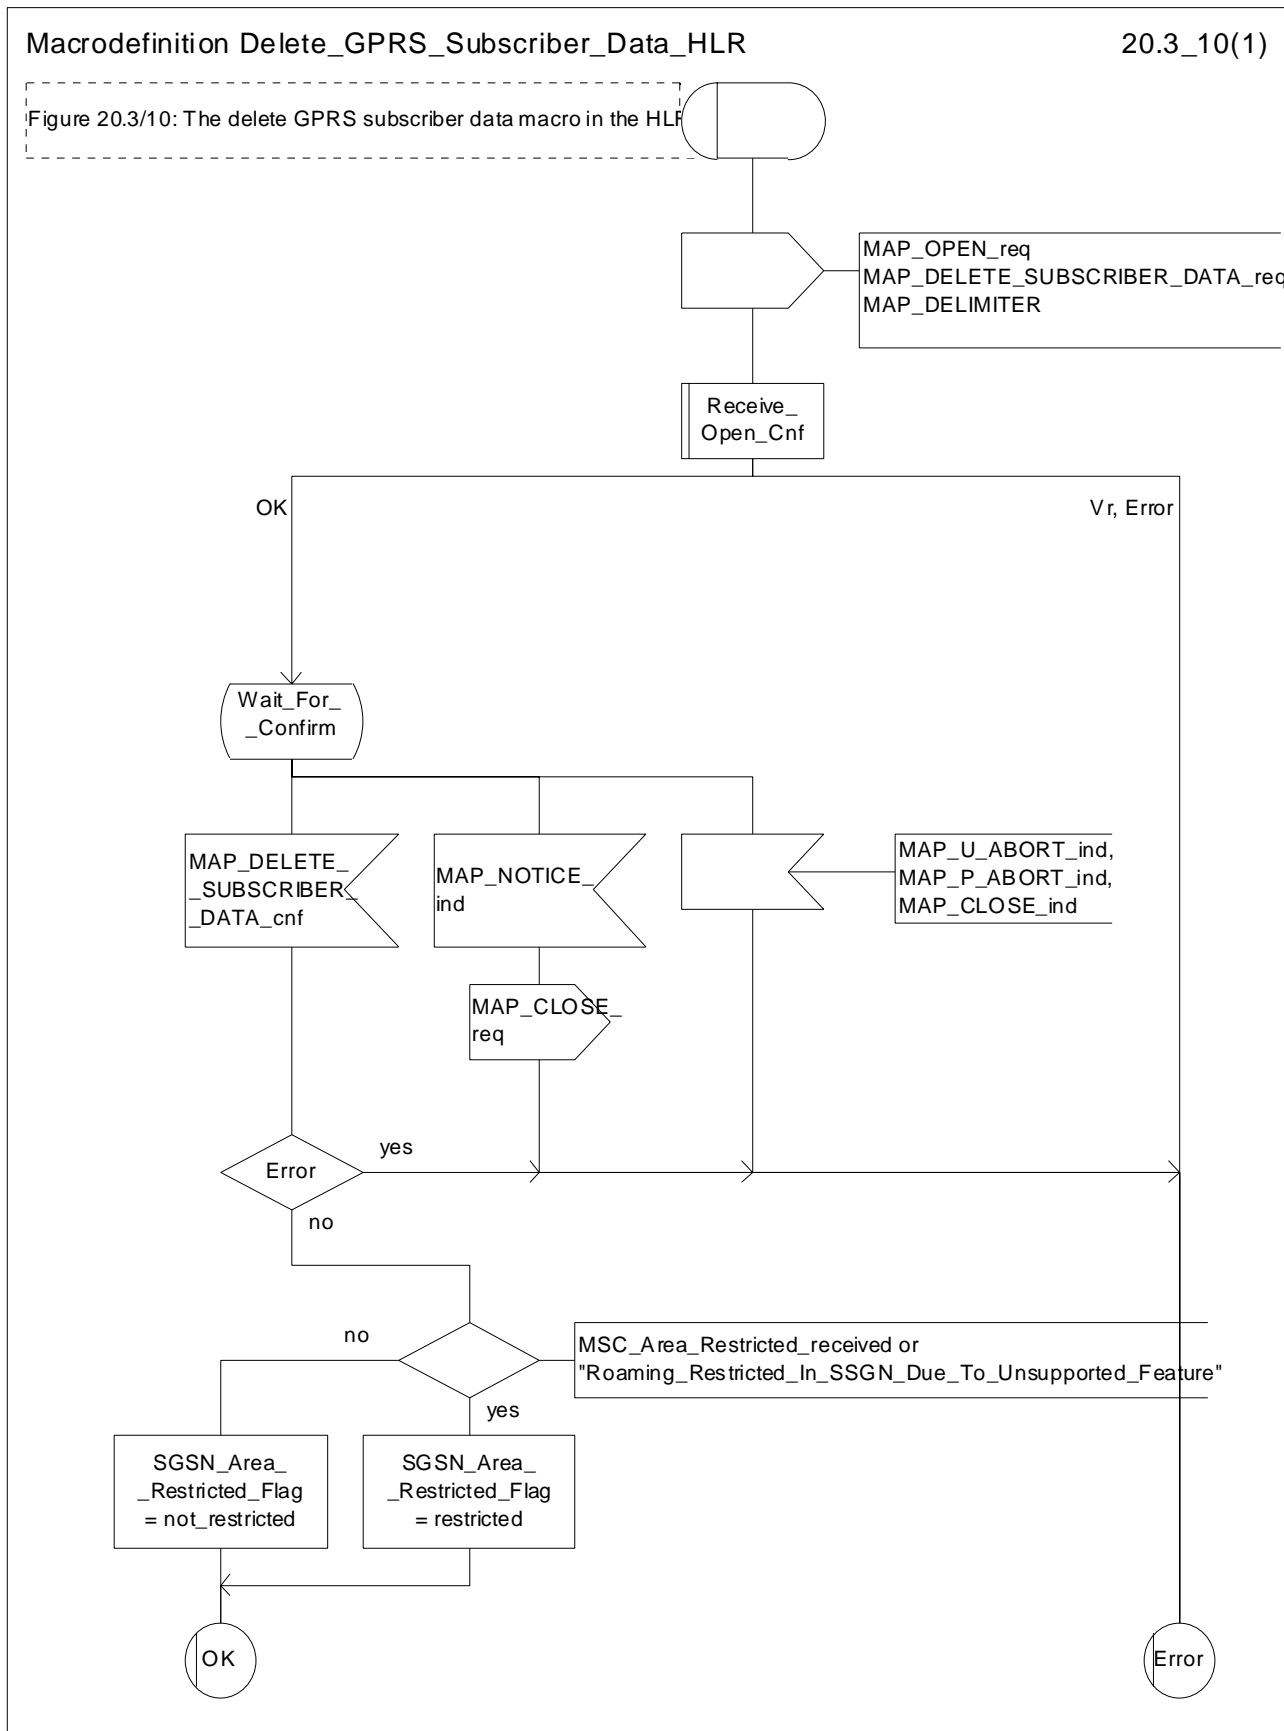 Macrodefinition Delete_GPRS_Subscriber_Data_HLR
20.3_10(1)
Figure 20.3/10: The delete GPRS subscriber data macro in the HLR
MAP_OPEN_req
MAP_DELETE_SUBSCRIBER_DATA_req
MAP_DELIMITER
Receive_
Open_Cnf
OK
Vr, Error
Wait_For_
_Confirm
MAP_DELETE_
_SUBSCRIBER_
_DATA_cnf
MAP_NOTICE_
ind
MAP_U_ABORT_ind,
MAP_P_ABORT_ind,
MAP_CLOSE_ind
MAP_CLOSE_
req
Error
yes
no
no
MSC_Area_Restricted_received or
"Roaming_Restricted_In_SSGN_Due_To_Unsupported_Feature"
yes
SGSN_Area_
_Restricted_Flag
= not_restricted
SGSN_Area_
_Restricted_Flag
= restricted
OK
Error